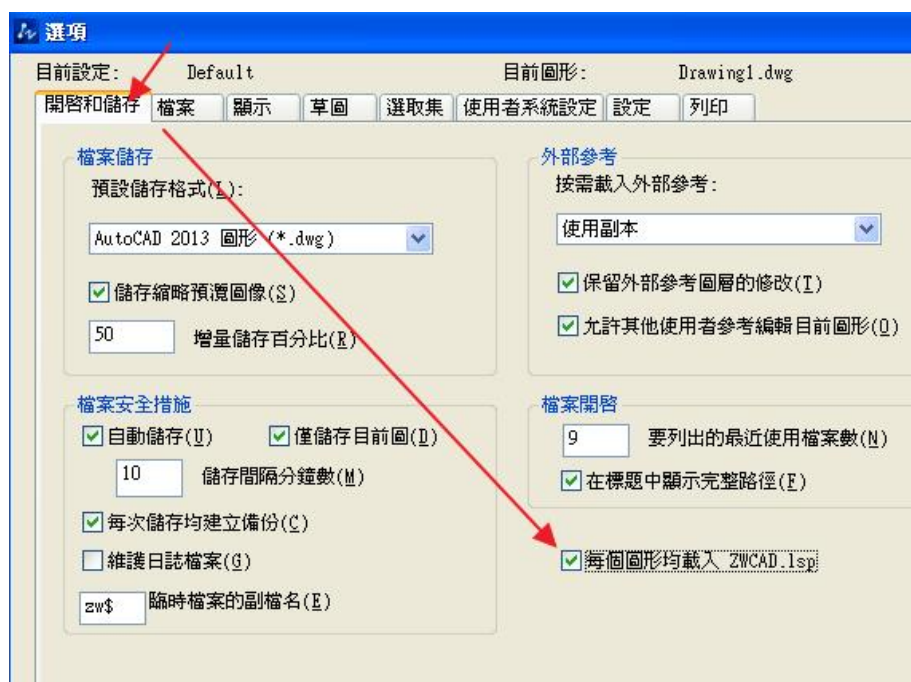 選項
目前設定: Default 目前圖形: Drawing1.dwg
開啓和儲存 檔案 顯示 草圖 選取集 使用者系統設定 設定 列印
檔案儲存
預設儲存格式(L):
AutoCAD 2013 圖形 (*.dwg)
儲存縮略預覽圖像(S)
50 增量儲存百分比(R)
外部參考
按需載入外部參考:
使用副本
保留外部參考圖層的修改(I)
允許其他使用者參考編輯目前圖形(O)
檔案安全措施
自動儲存(U) 僅儲存目前圖(D)
10 儲存間隔分鐘數(M)
每次儲存均建立備份(C)
維護日誌檔案(G)
zw$ 臨時檔案的副檔名(E)
檔案開啓
9 要列出的最近使用檔案數(N)
在標題中顯示完整路徑(F)
每個圖形均載入 ZWCAD.lsp